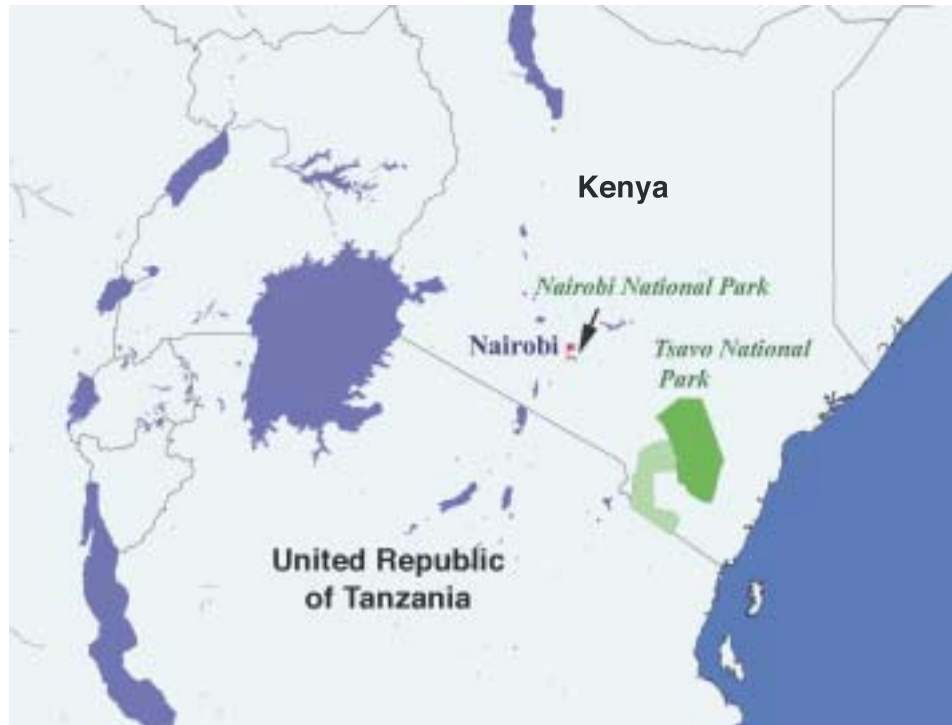 Kenya
Nairobi National Park
Nairobi
Tsavo National
Park
United Republic
of Tanzania